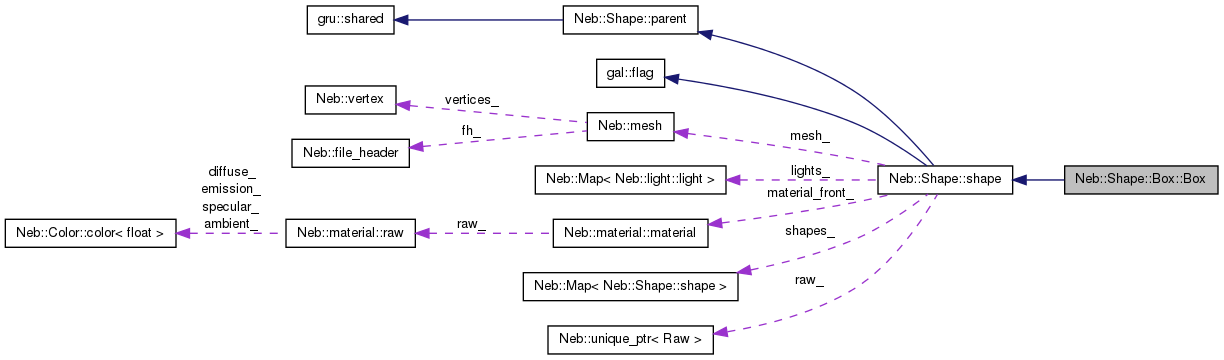 gru::shared
Neb::Shape::parent
gal::flag
Neb::vertex
vertices_
Neb::mesh
fh_
Neb::file_header
mesh_
Neb::Map< Neb::light::light >
lights_
Neb::Shape::shape
Neb::Shape::Box::Box
diffuse_
emission_
specular_
ambient_
Neb::Color::color< float >
Neb::material::raw
raw_
Neb::material::material
material_front_
shapes_
Neb::Map< Neb::Shape::shape >
raw_
Neb::unique_ptr< Raw >